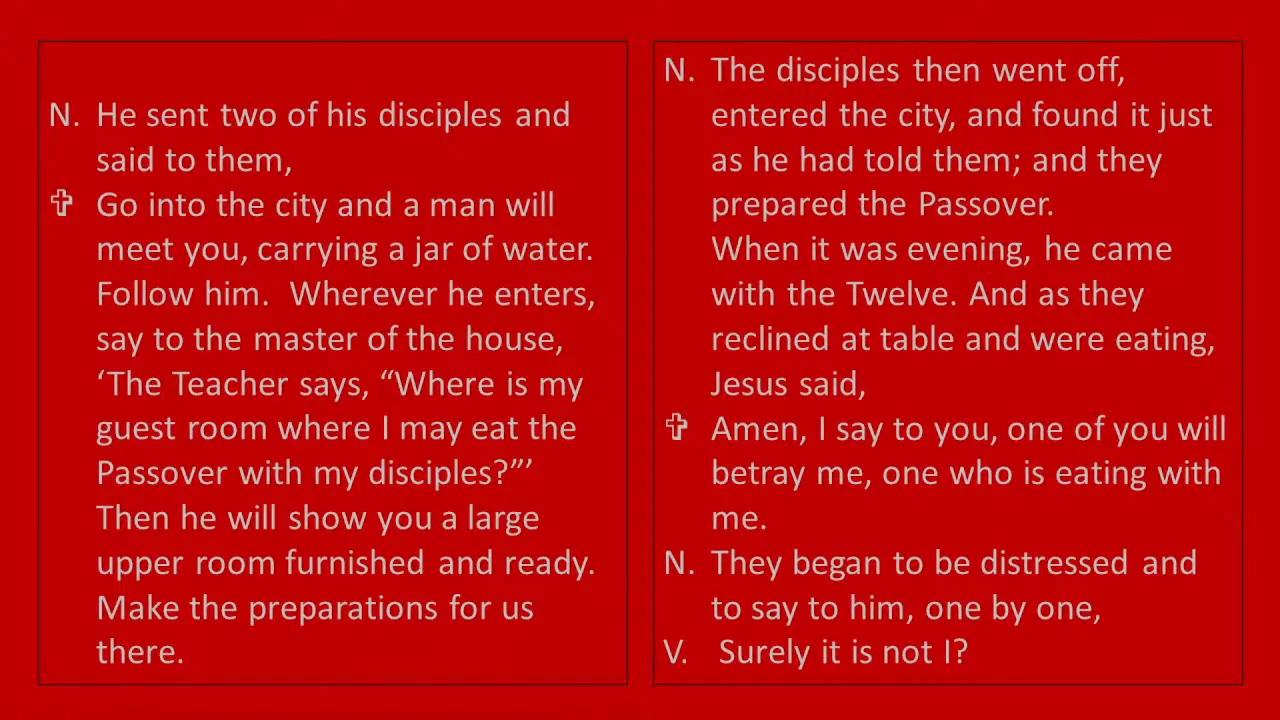 N. He sent two of his disciples and
said to them,
✞ Go into the city and a man will
meet you, carrying a jar of water.
Follow him.  Wherever he enters,
say to the master of the house,
‘The Teacher says, “Where is my
guest room where I may eat the
Passover with my disciples?”’
Then he will show you a large
upper room furnished and ready.
Make the preparations for us
there.
N. The disciples then went off,
entered the city, and found it just
as he had told them; and they
prepared the Passover.
When it was evening, he came
with the Twelve. And as they
reclined at table and were eating,
Jesus said,
✞ Amen, I say to you, one of you will
betray me, one who is eating with
me.
N. They began to be distressed and
to say to him, one by one,
V. Surely it is not I?